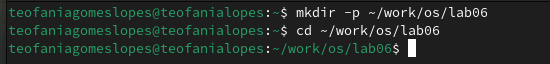 teofaniagomeslopes@teofanialopes:~$ mkdir -p ~/work/os/lab06
teofaniagomeslopes@teofanialopes:~$ cd ~/work/os/lab06
teofaniagomeslopes@teofanialopes:~/work/os/lab06$